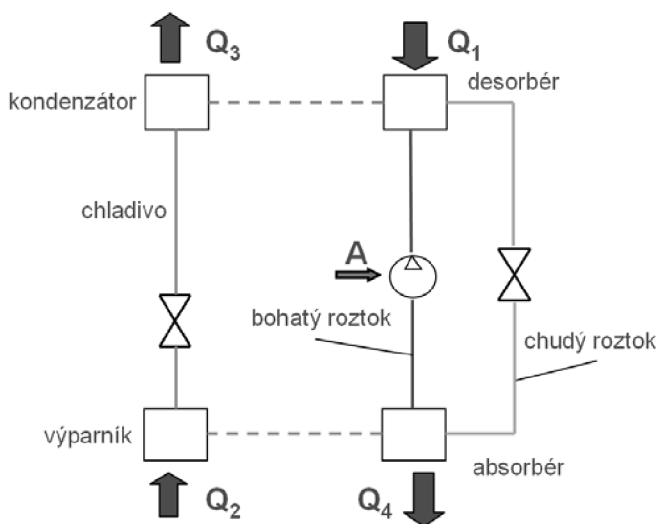 Q3
Q1
kondenzátor
desorbér
chladivo
A
bohatý roztok
chudý roztok
výparník
absorbér
Q2
Q4